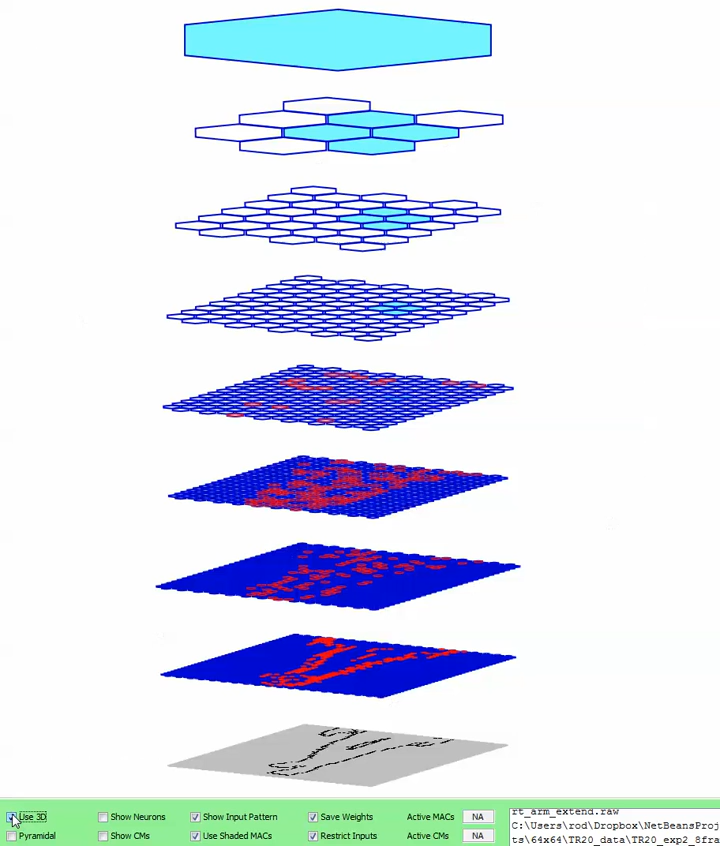 Use 3D Show Neurons Show Input Pattern Save Weights Active MACs NA
Pyramidal Show CMs Use Shaded MACs Restrict Inputs Active CMs NA
rt_arm_extend.raw
C:\Users\rod\Dropbox\NetBeansProj
ts\64x64\TR20_data\TR20_exp2_8fra